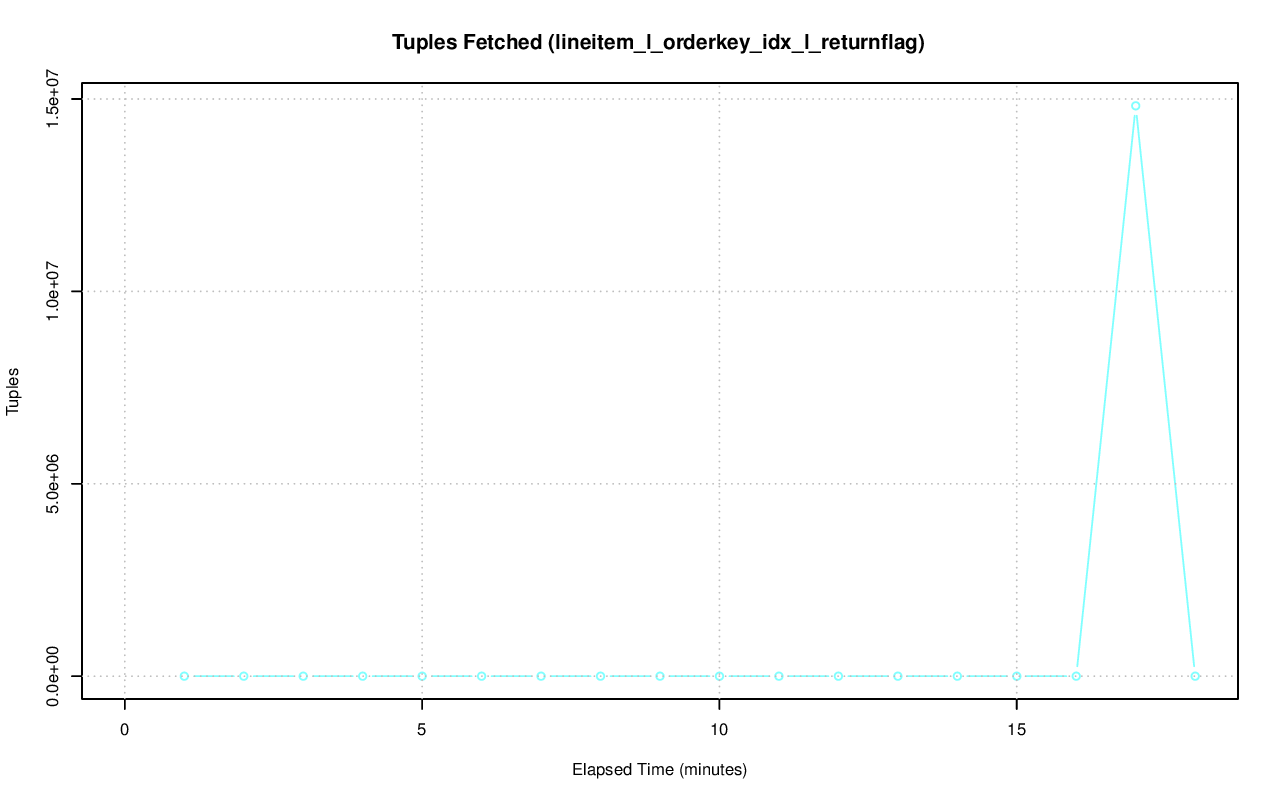 Tuples Fetched (lineitem_l_orderkey_idx_l_returnflag)
1.5e+07
1.0e+07
5.0e+06
0.0e+00
Tuples
0 5 10 15
Elapsed Time (minutes)